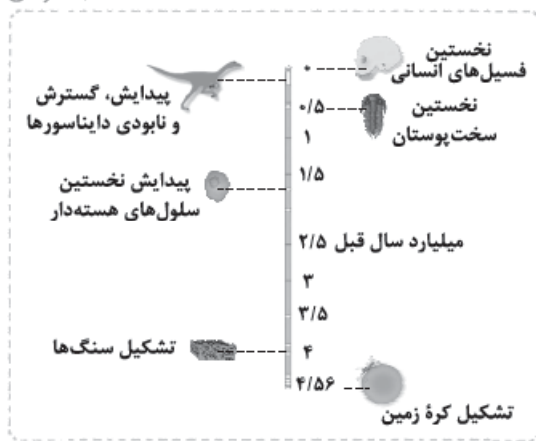 نخستین
فسیل‌های انسانی
۰
پیدایش، گسترش
و نابودی دایناسورها
نخستین
سخت‌پوستان
۰/۵
۱
۱/۵
پیدایش نخستین
سلول‌های هسته‌دار
میلیارد سال قبل ۲/۵
۳
۳/۵
تشکیل سنگ‌ها
۴
۴/۵۶
تشکیل کرهٔ زمین